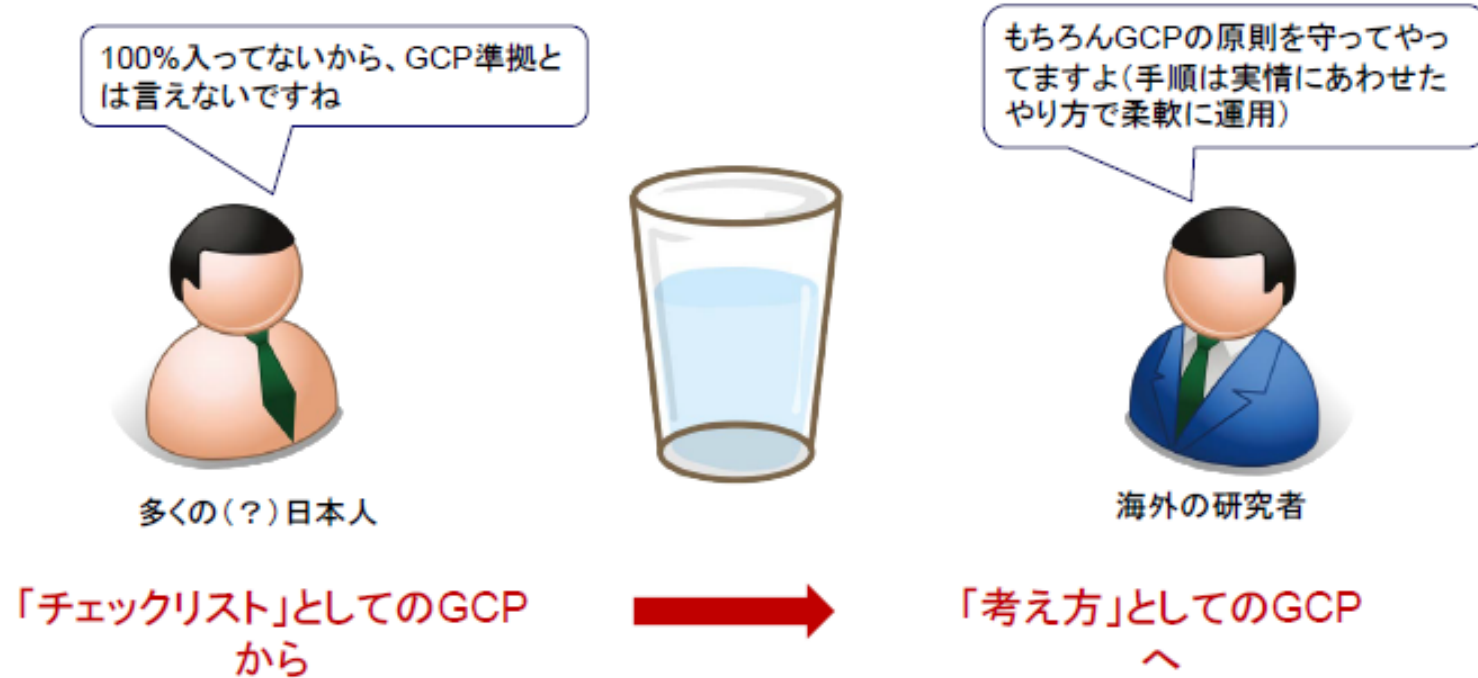 100%入ってないから、GCP準拠と
は言えないですね
もちろんGCPの原則を守ってやっ
てますよ(手順は実情にあわせた
やり方で柔軟に運用)
多くの(？)日本人
海外の研究者
「チェックリスト」としてのGCP
から
「考え方」としてのGCP
へ